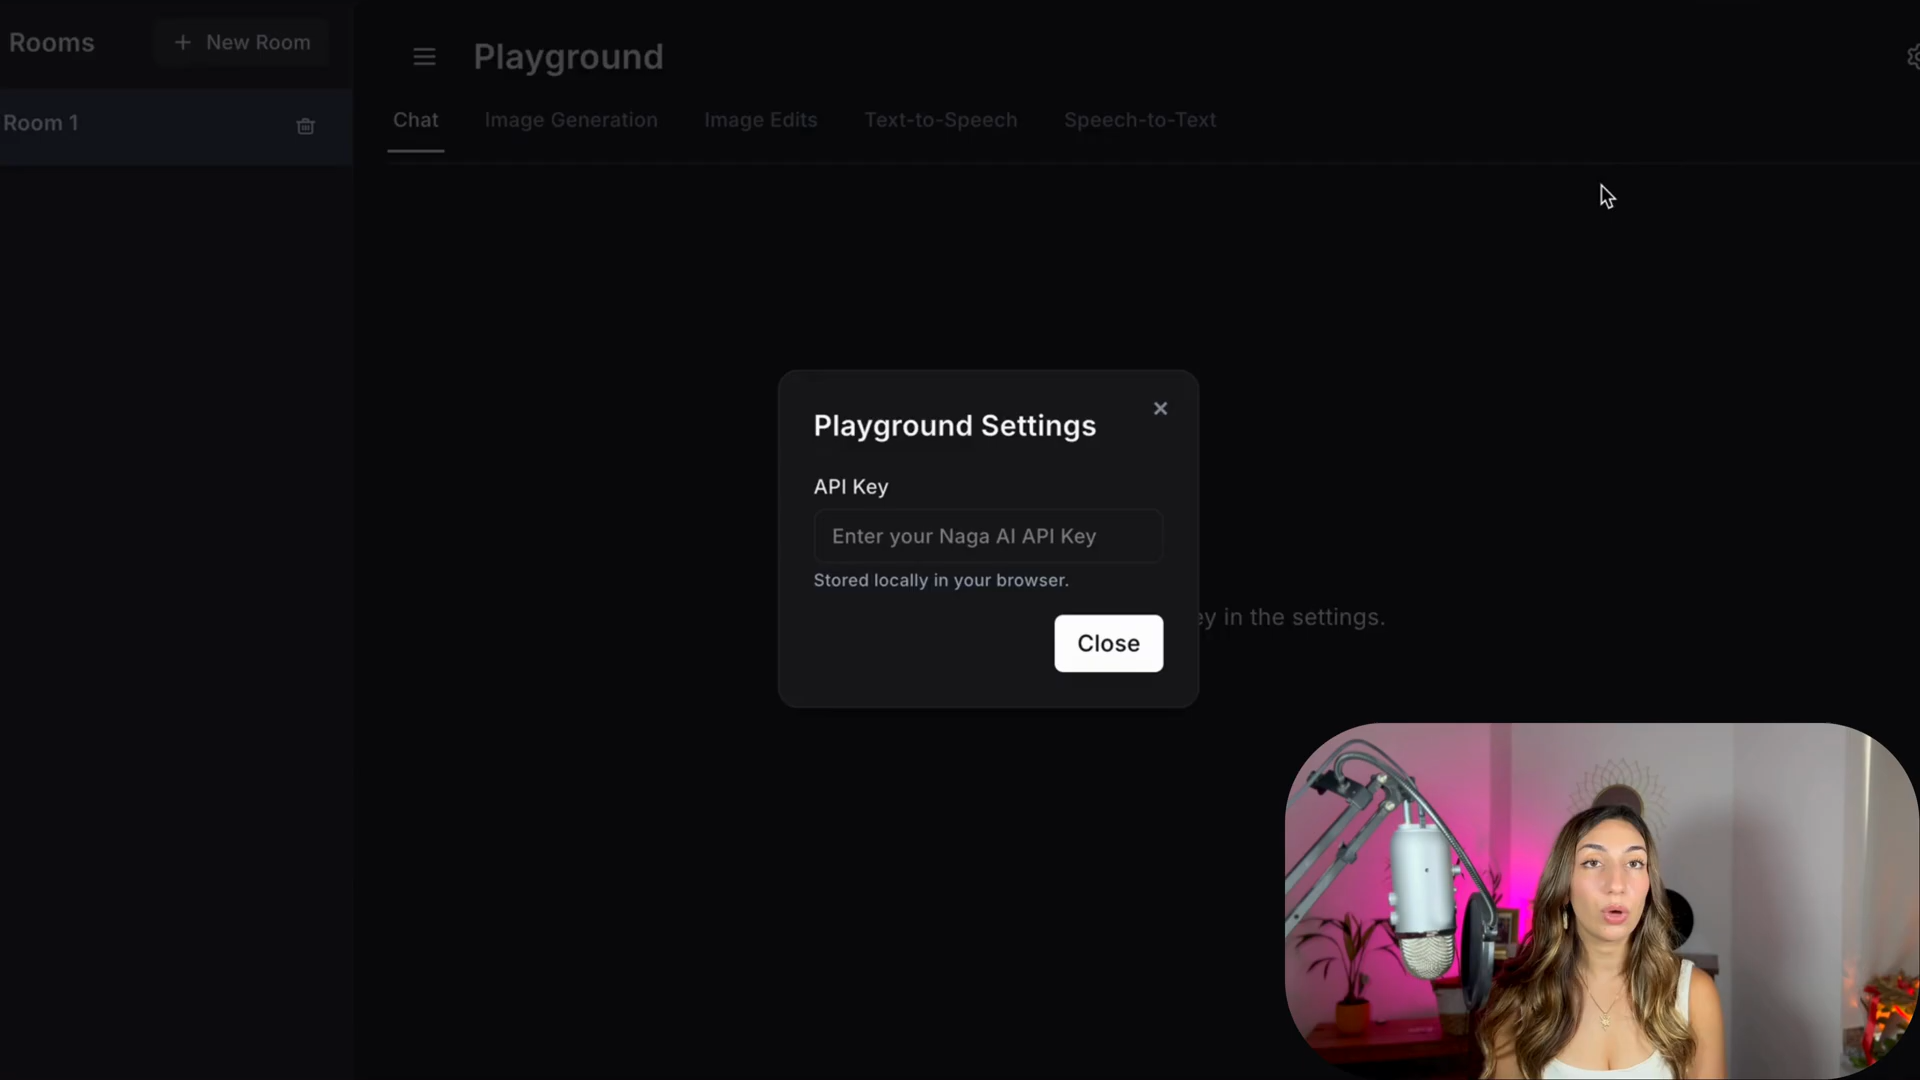 Rooms
New Room
Room 1
Playground
Chat
Image Generation
Image Edits
Text-to-Speech
Speech-to-Text
Playground Settings
API Key
Enter your Naga AI API Key
Stored locally in your browser.
in the settings.
Close